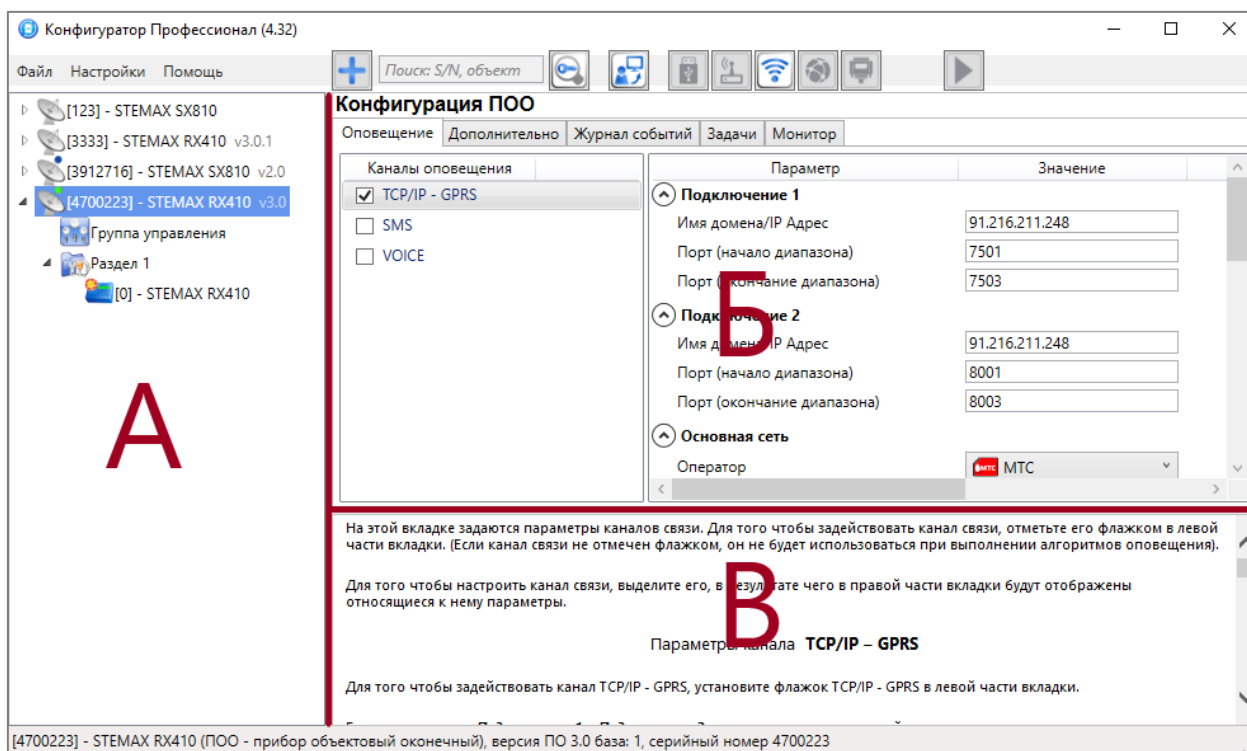 Конфигуратор Профессионал (4.32)
Файл Настройки Помощь
Поиск: S/N, объект
[123] - STEMAX SX810
[3333] - STEMAX RX410 v3.0.1
[3912716] - STEMAX SX810 v2.0
[4700223] - STEMAX RX410 v3.0
Группа управления
Раздел 1
[0] - STEMAX RX410
А
Конфигурация ПОО
Оповещение Дополнительно Журнал событий Задачи Монитор
Каналы оповещения
TCP/IP - GPRS
SMS
VOICE
Параметр Значение
Подключение 1
Имя домена/IP Адрес 91.216.211.248
Порт (начало диапазона) 7501
Порт (окончание диапазона) 7503
Подключение 2
Имя домена/IP Адрес 91.216.211.248
Порт (начало диапазона) 8001
Порт (окончание диапазона) 8003
Основная сеть
Оператор МТС МТС
Б
На этой вкладке задаются параметры каналов связи. Для того чтобы задействовать канал связи, отметьте его флажком в левой
части вкладки. (Если канал связи не отмечен флажком, он не будет использоваться при выполнении алгоритмов оповещения).
Для того чтобы настроить канал связи, выделите его, в результате чего в правой части вкладки будут отображены
относящиеся к нему параметры.
В
Параметры канала TCP/IP – GPRS
Для того чтобы задействовать канал TCP/IP - GPRS, установите флажок TCP/IP - GPRS в левой части вкладки.
[4700223] - STEMAX RX410 (ПОО - прибор объектовый оконечный), версия ПО 3.0 база: 1, серийный номер 4700223